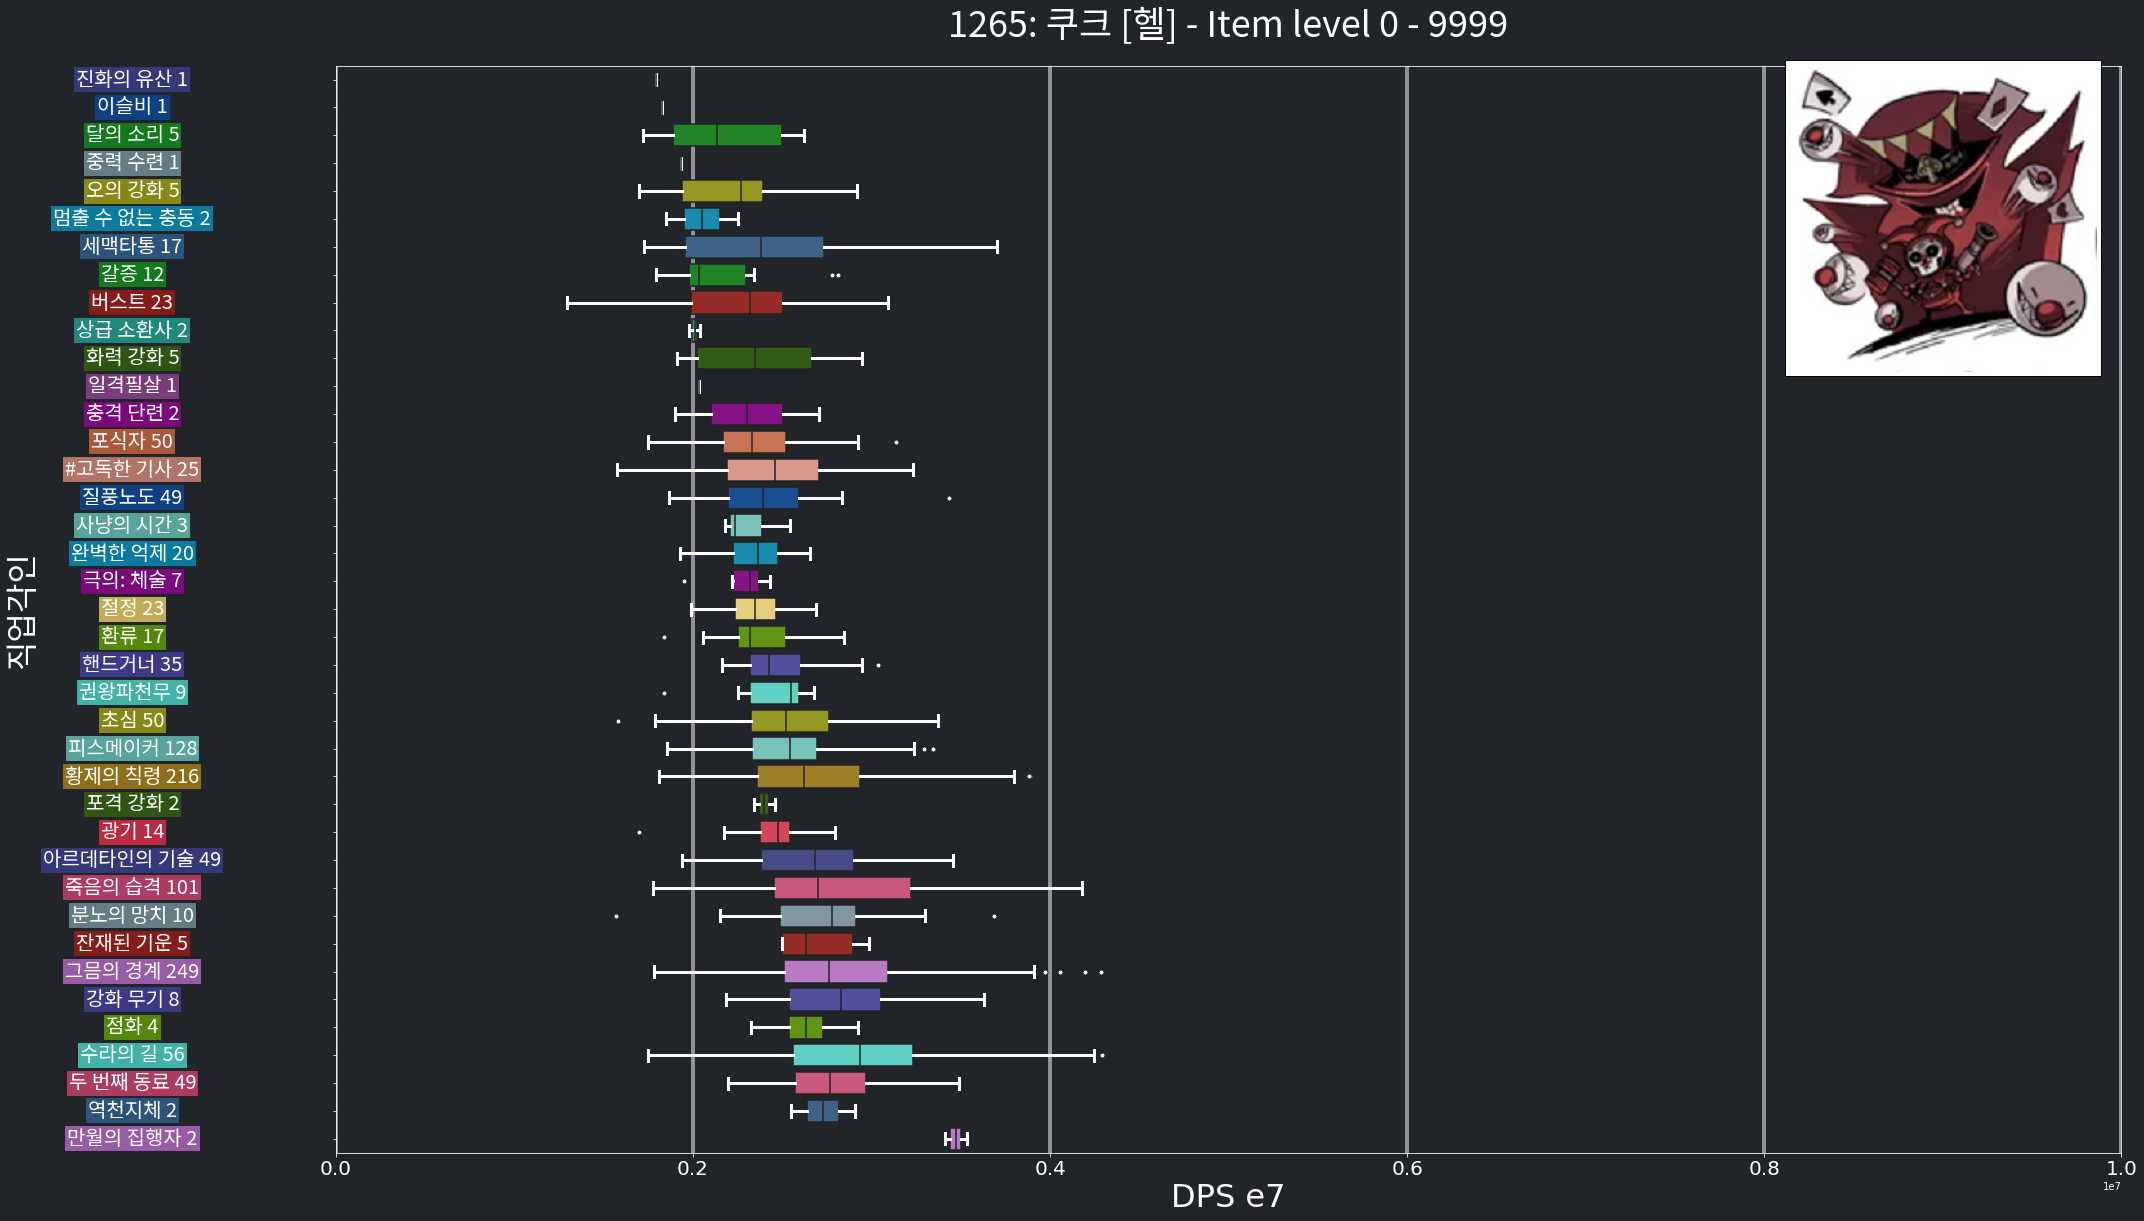 1265: 쿠크 [헬] - Item level 0 - 9999
직업각인
진화의 유산 1
이슬비 1
달의 소리 5
중력 수련 1
오의 강화 5
멈출 수 없는 충동 2
세맥타통 17
갈증 12
버스트 23
상급 소환사 2
화력 강화 5
일격필살 1
충격 단련 2
포식자 50
#고독한 기사 25
질풍노도 49
사냥의 시간 3
완벽한 억제 20
극의: 체술 7
절정 23
환류 17
핸드거너 35
권왕파천무 9
초심 50
피스메이커 128
황제의 칙령 216
포격 강화 2
광기 14
아르데타인의 기술 49
죽음의 습격 101
분노의 망치 10
잔재된 기운 5
그믐의 경계 249
강화 무기 8
점화 4
수라의 길 56
두 번째 동료 49
역천지체 2
만월의 집행자 2
0.0 0.2 0.4 0.6 0.8 1.0
1e7
DPS e7